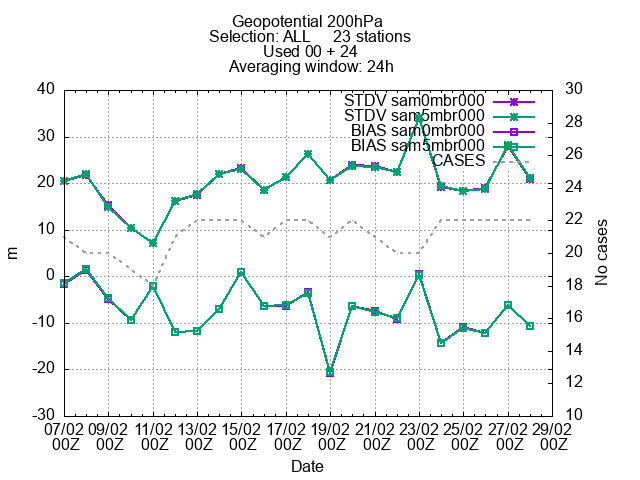 Geopotential 200hPa
Selection: ALL 23 stations
Used 00 + 24
Averaging window: 24h
STDV sam0mbr000
STDV sam5mbr000
BIAS sam0mbr000
BIAS sam5mbr000
CASES
40
30
20
10
0
-10
-20
-30
m
30
28
26
24
22
20
18
16
14
12
10
No cases
07/02 09/02 11/02 13/02 15/02 17/02 19/02 21/02 23/02 25/02 27/02 29/02
00Z 00Z 00Z 00Z 00Z 00Z 00Z 00Z 00Z 00Z 00Z 00Z
Date